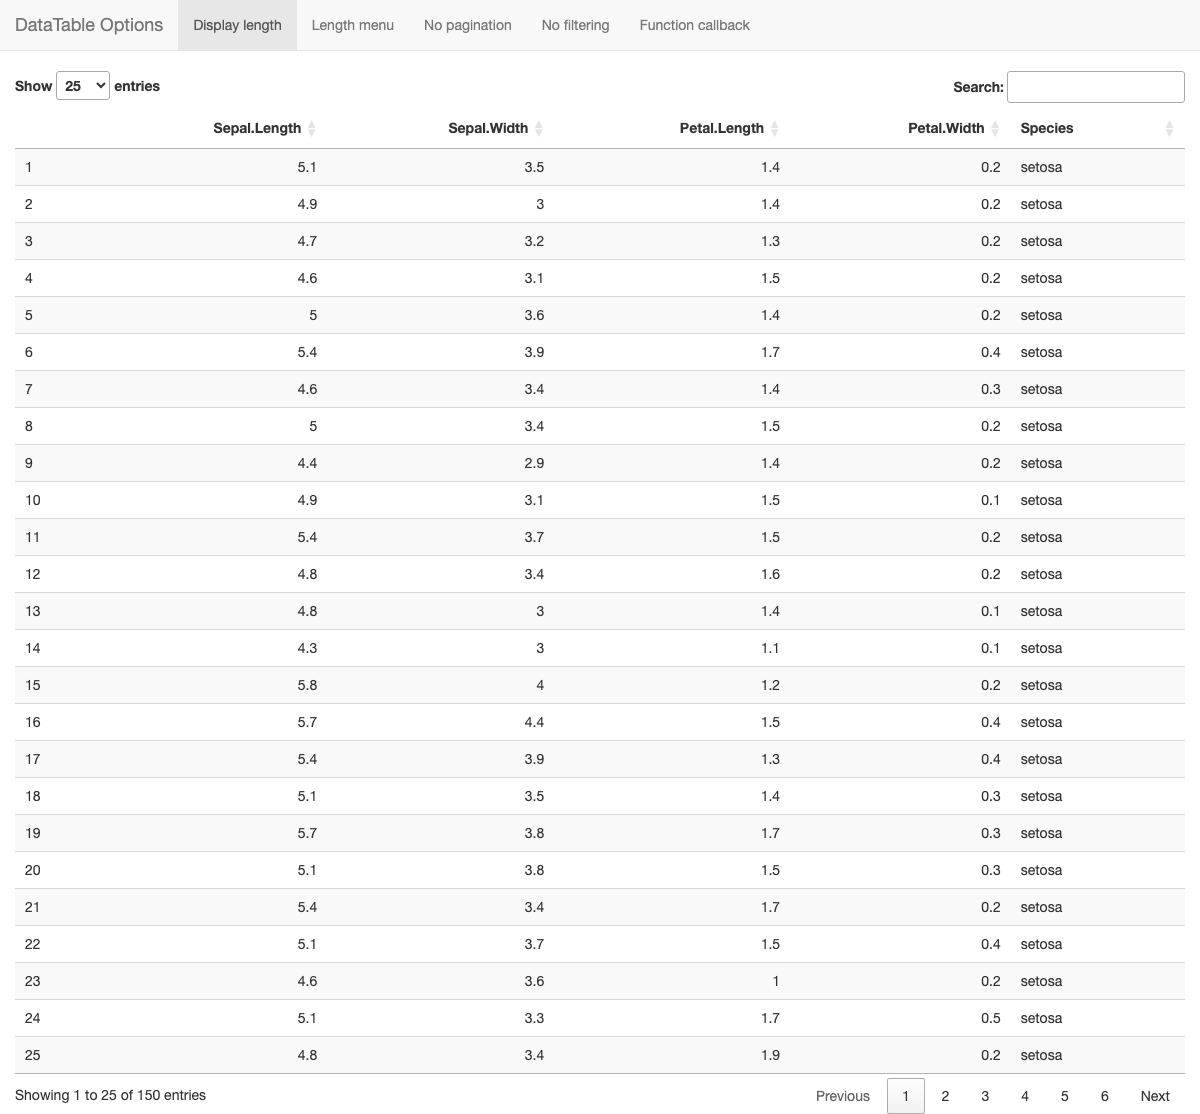 DataTable Options Display length Length menu No pagination No filtering Function callback
Show 25 entries Search:
Sepal.Length Sepal.Width Petal.Length Petal.Width Species
1 5.1 3.5 1.4 0.2 setosa
2 4.9 3 1.4 0.2 setosa
3 4.7 3.2 1.3 0.2 setosa
4 4.6 3.1 1.5 0.2 setosa
5 5 3.6 1.4 0.2 setosa
6 5.4 3.9 1.7 0.4 setosa
7 4.6 3.4 1.4 0.3 setosa
8 5 3.4 1.5 0.2 setosa
9 4.4 2.9 1.4 0.2 setosa
10 4.9 3.1 1.5 0.1 setosa
11 5.4 3.7 1.5 0.2 setosa
12 4.8 3.4 1.6 0.2 setosa
13 4.8 3 1.4 0.1 setosa
14 4.3 3 1.1 0.1 setosa
15 5.8 4 1.2 0.2 setosa
16 5.7 4.4 1.5 0.4 setosa
17 5.4 3.9 1.3 0.4 setosa
18 5.1 3.5 1.4 0.3 setosa
19 5.7 3.8 1.7 0.3 setosa
20 5.1 3.8 1.5 0.3 setosa
21 5.4 3.4 1.7 0.2 setosa
22 5.1 3.7 1.5 0.4 setosa
23 4.6 3.6 1 0.2 setosa
24 5.1 3.3 1.7 0.5 setosa
25 4.8 3.4 1.9 0.2 setosa
Showing 1 to 25 of 150 entries Previous 1 2 3 4 5 6 Next